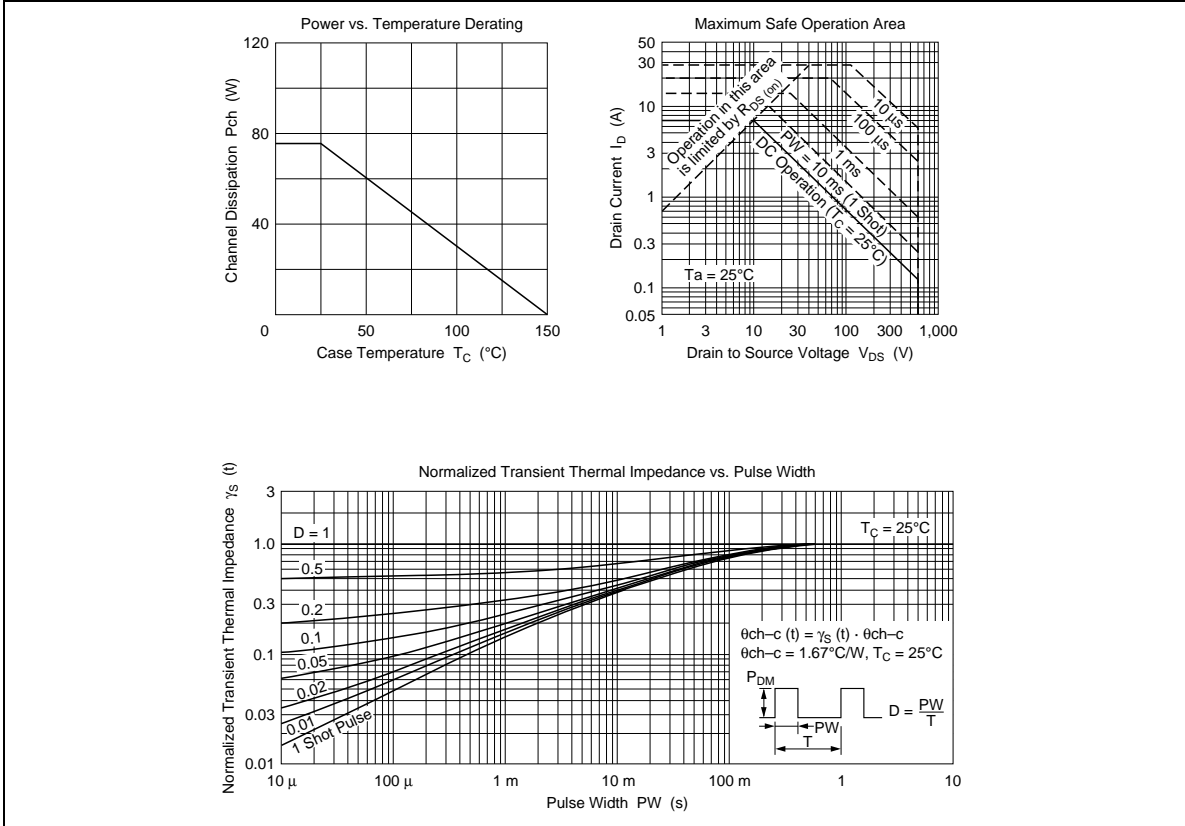 Power vs. Temperature Derating
120
80
40
0
50
100
150
Channel Dissipation Pch (W)
Case Temperature T_C (°C)
Maximum Safe Operation Area
50
30
10
3
1
0.3
0.1
0.05
1
3
10
30
100
300
1,000
Drain Current I_D (A)
Drain to Source Voltage V_DS (V)
Operation in this area
is limited by R_DS (on)
10 µs
100 µs
1 ms
PW = 10 ms (1 Shot)
DC Operation (T_C = 25°C)
Ta = 25°C
Normalized Transient Thermal Impedance vs. Pulse Width
Normalized Transient Thermal Impedance γ_S (t)
3
1.0
0.3
0.1
0.03
0.01
10 µ
100 µ
1 m
10 m
100 m
1
10
Pulse Width PW (s)
D = 1
0.5
0.2
0.1
0.05
0.02
0.01
1 Shot Pulse
T_C = 25°C
θch–c (t) = γ_S (t) · θch–c
θch–c = 1.67°C/W, T_C = 25°C
P_DM
PW
T
D = PW/T